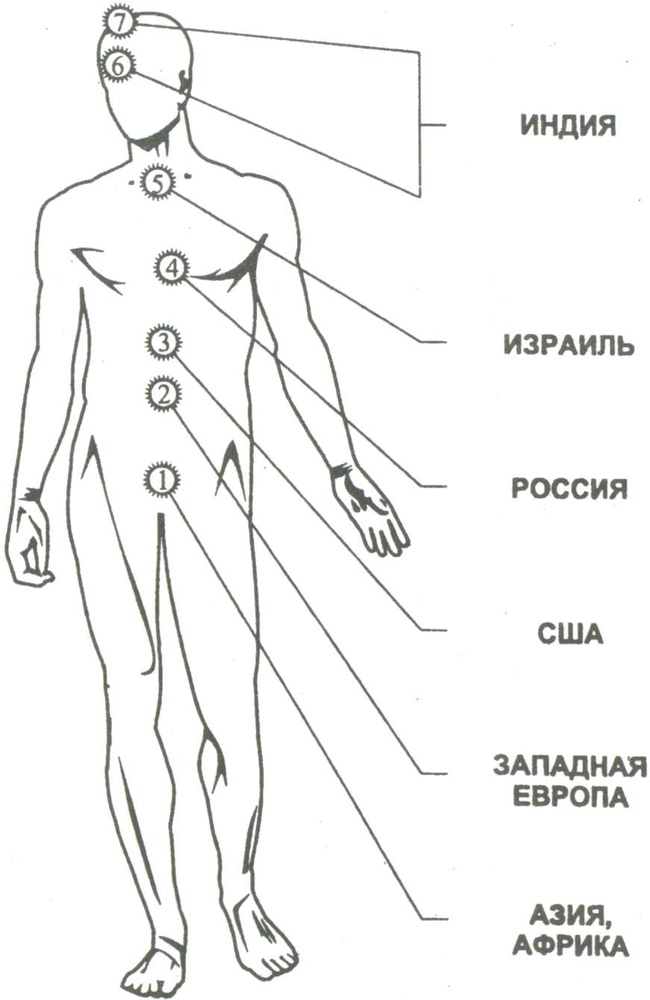 7
6
ИНДИЯ
5
4
ИЗРАИЛЬ
3
2
РОССИЯ
1
США
ЗАПАДНАЯ
ЕВРОПА
АЗИЯ,
АФРИКА